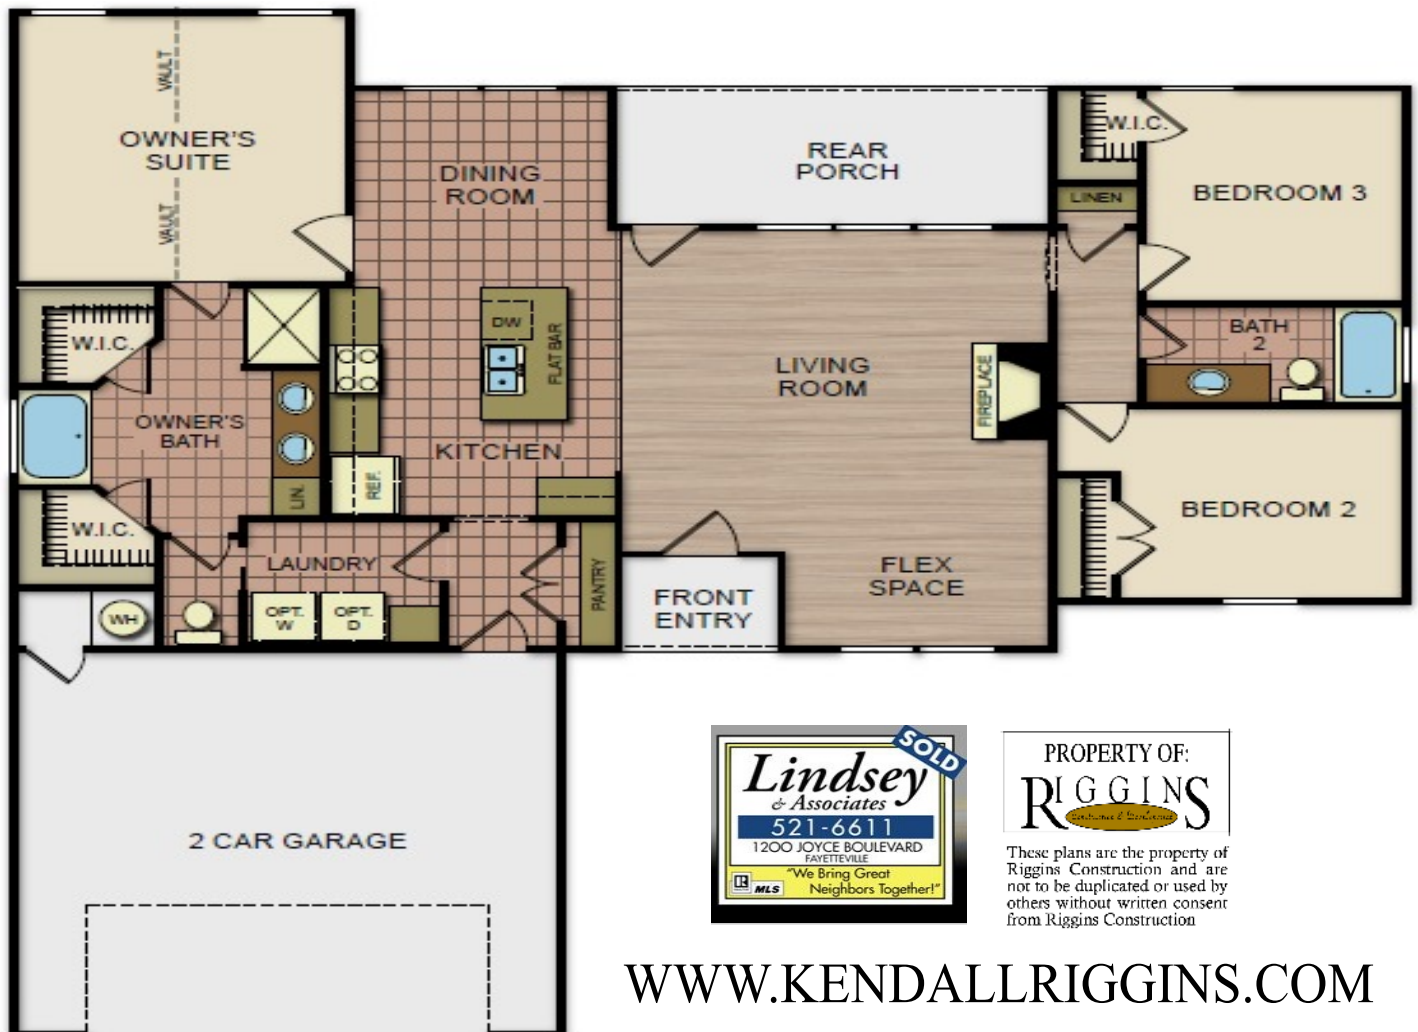 VAULT
OWNER'S
SUITE
VAULT
DINING
ROOM
REAR
PORCH
W.I.C.
LINEN
BEDROOM 3
W.I.C.
DW
FLAT BAR
LIVING
ROOM
FIREPLACE
BATH
2
OWNER'S
BATH
KITCHEN
REF.
LIN.
W.I.C.
BEDROOM 2
LAUNDRY
OPT.
W
OPT.
D
PANTRY
WH
FRONT
ENTRY
FLEX
SPACE
2 CAR GARAGE
SOLD
Lindsey
& Associates
521-6611
1200 JOYCE BOULEVARD
FAYETTEVILLE
"We Bring Great
Neighbors Together!"
R
MLS
PROPERTY OF:
RIGGINS
These plans are the property of
Riggins Construction and are
not to be duplicated or used by
others without written consent
from Riggins Construction
WWW.KENDALLRIGGINS.COM